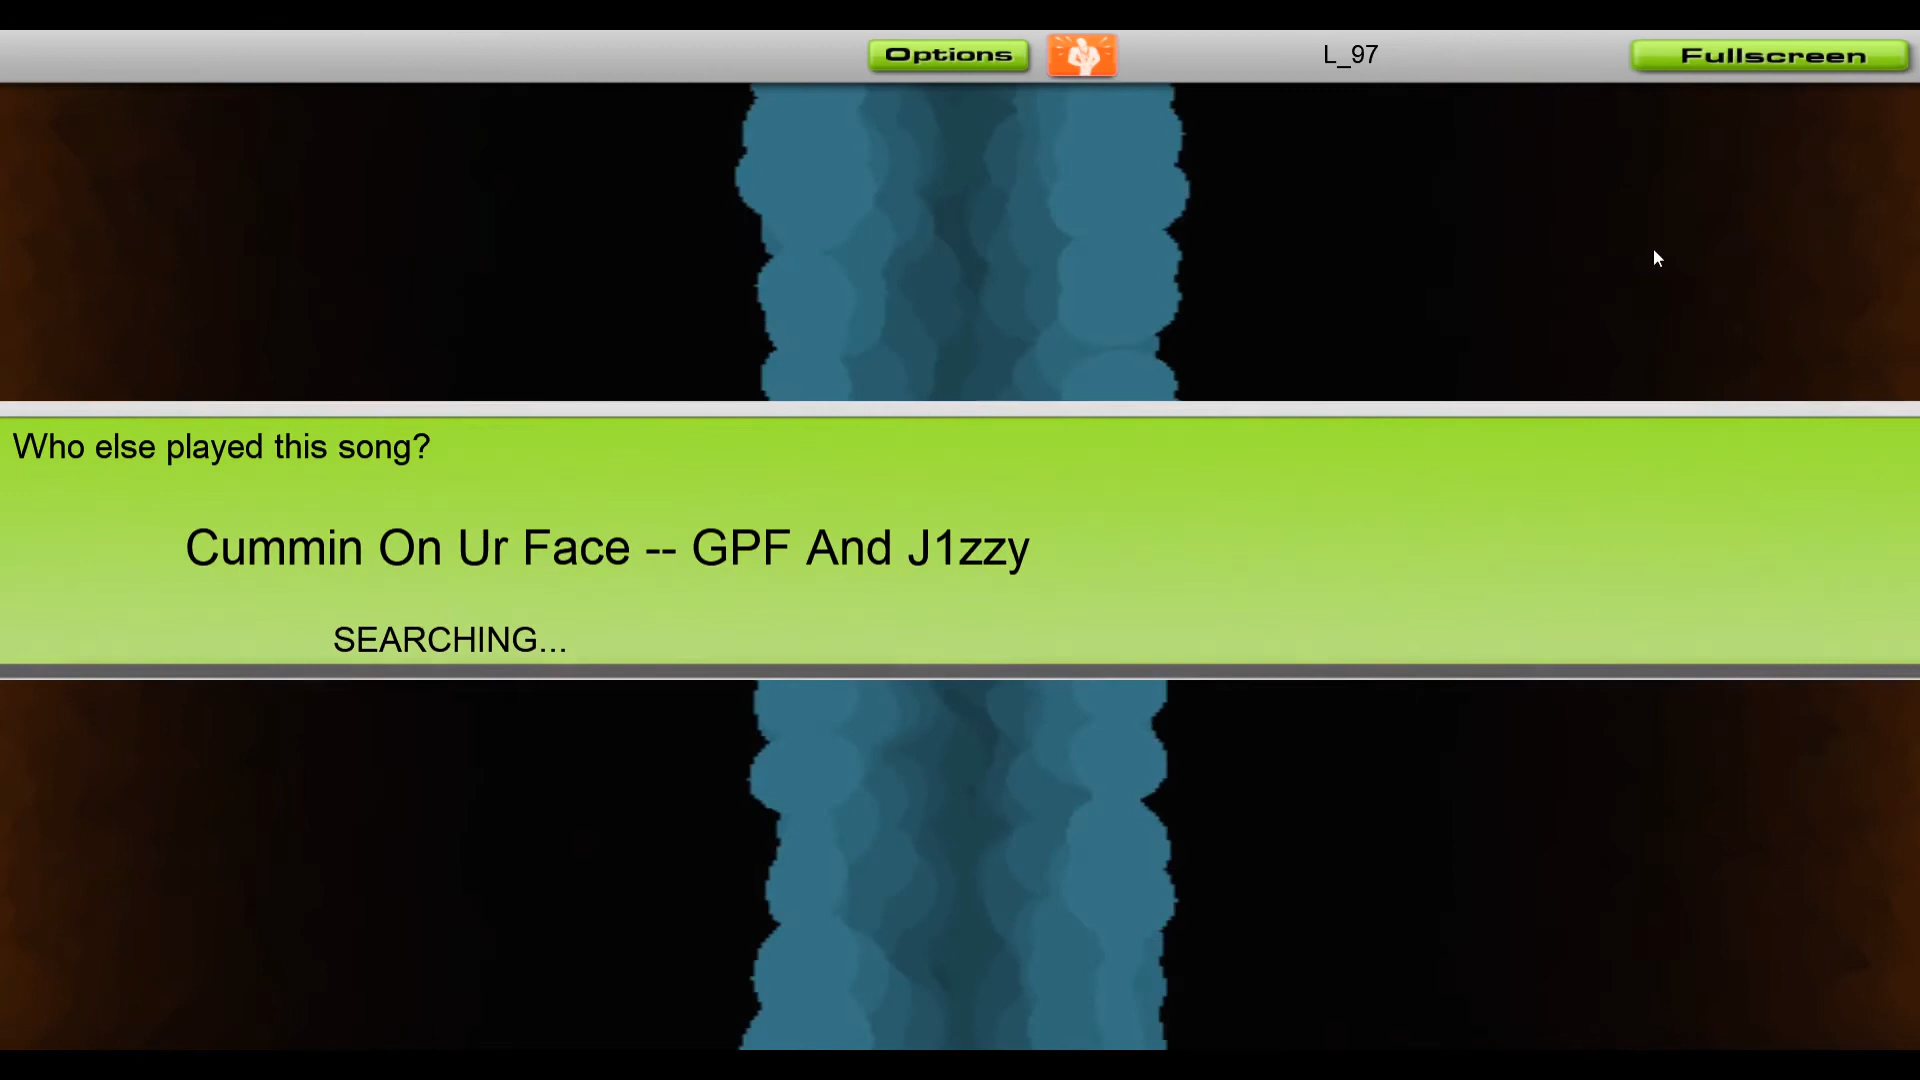 Options
L_97
Fullscreen
Who else played this song?
Cummin On Ur Face -- GPF And J1zzy
SEARCHING...